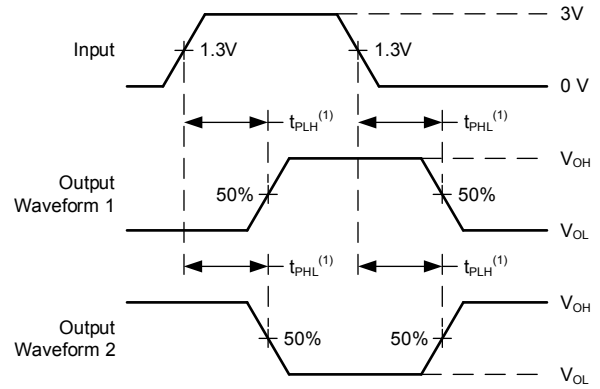 3V
Input
1.3V
1.3V
0 V
tPLH(1)
tPHL(1)
VOH
Output
Waveform 1
50%
50%
VOL
tPHL(1)
tPLH(1)
VOH
Output
Waveform 2
50%
50%
VOL